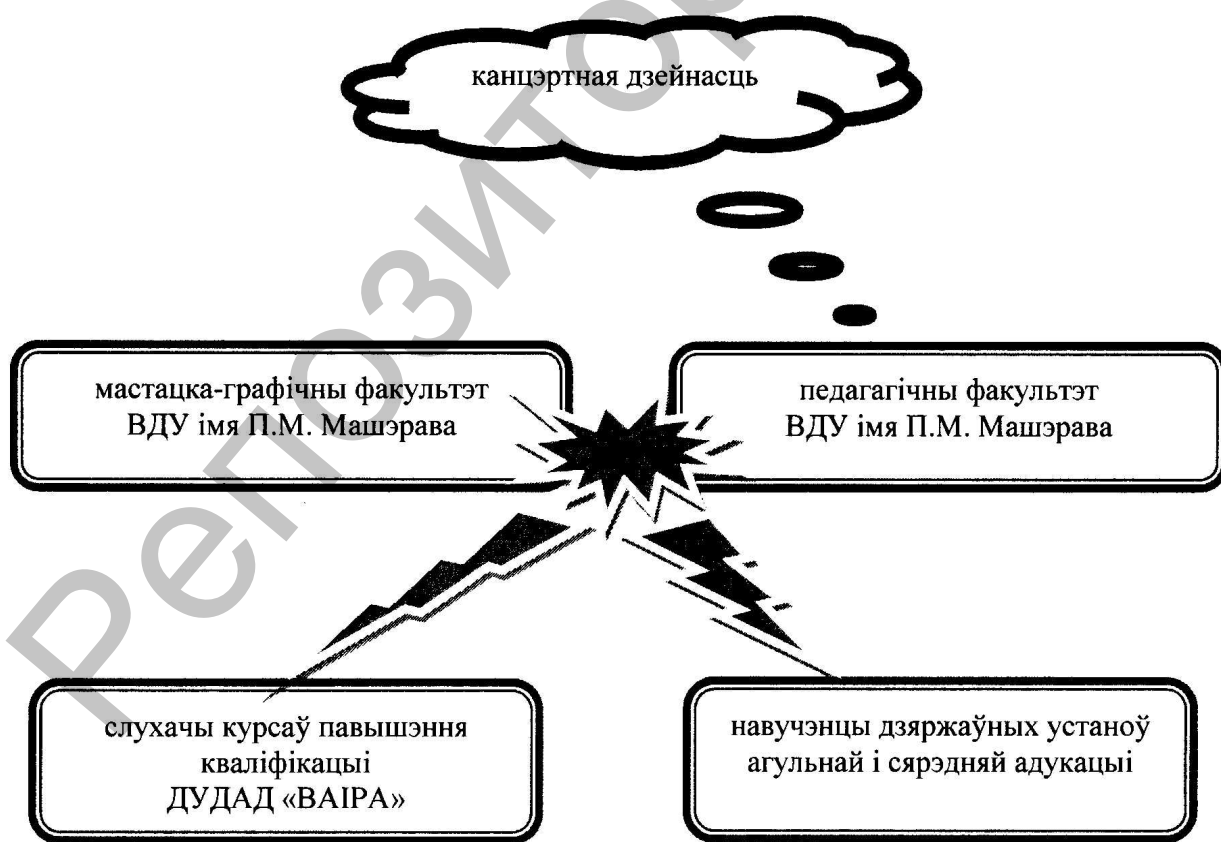 канцэртная дзейнасць
мастацка-графічны факультэт
ВДУ імя П.М. Машэрава
педагагічны факультэт
ВДУ імя П.М. Машэрава
слухачы курсаў павышэння
кваліфікацыі
ДУДАД «ВАІРА»
навучэнцы дзяржаўных устаноў
агульнай і сярэдняй адукацыі
Репозитор